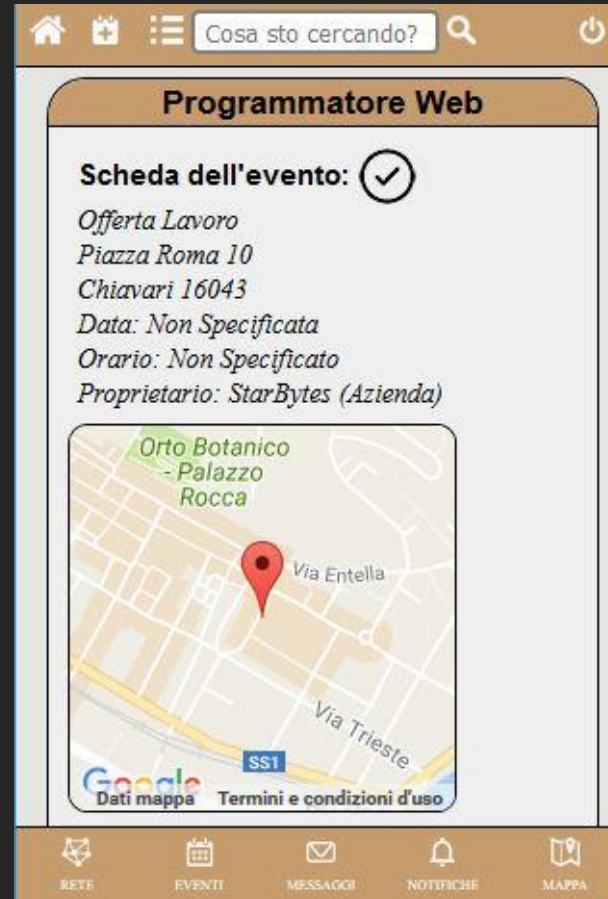 Cosa sto cercando?
Programmatore Web
Scheda dell'evento:
Offerta Lavoro
Piazza Roma 10
Chiavari 16043
Data: Non Specificata
Orario: Non Specificato
Proprietario: StarBytes (Azienda)
Orto Botanico
- Palazzo
Rocca
Via Entella
Via Trieste
SS1
Google
Dati mappa Termini e condizioni d'uso
RETE EVENTI MESSAGGI NOTIFICHE MAPPA